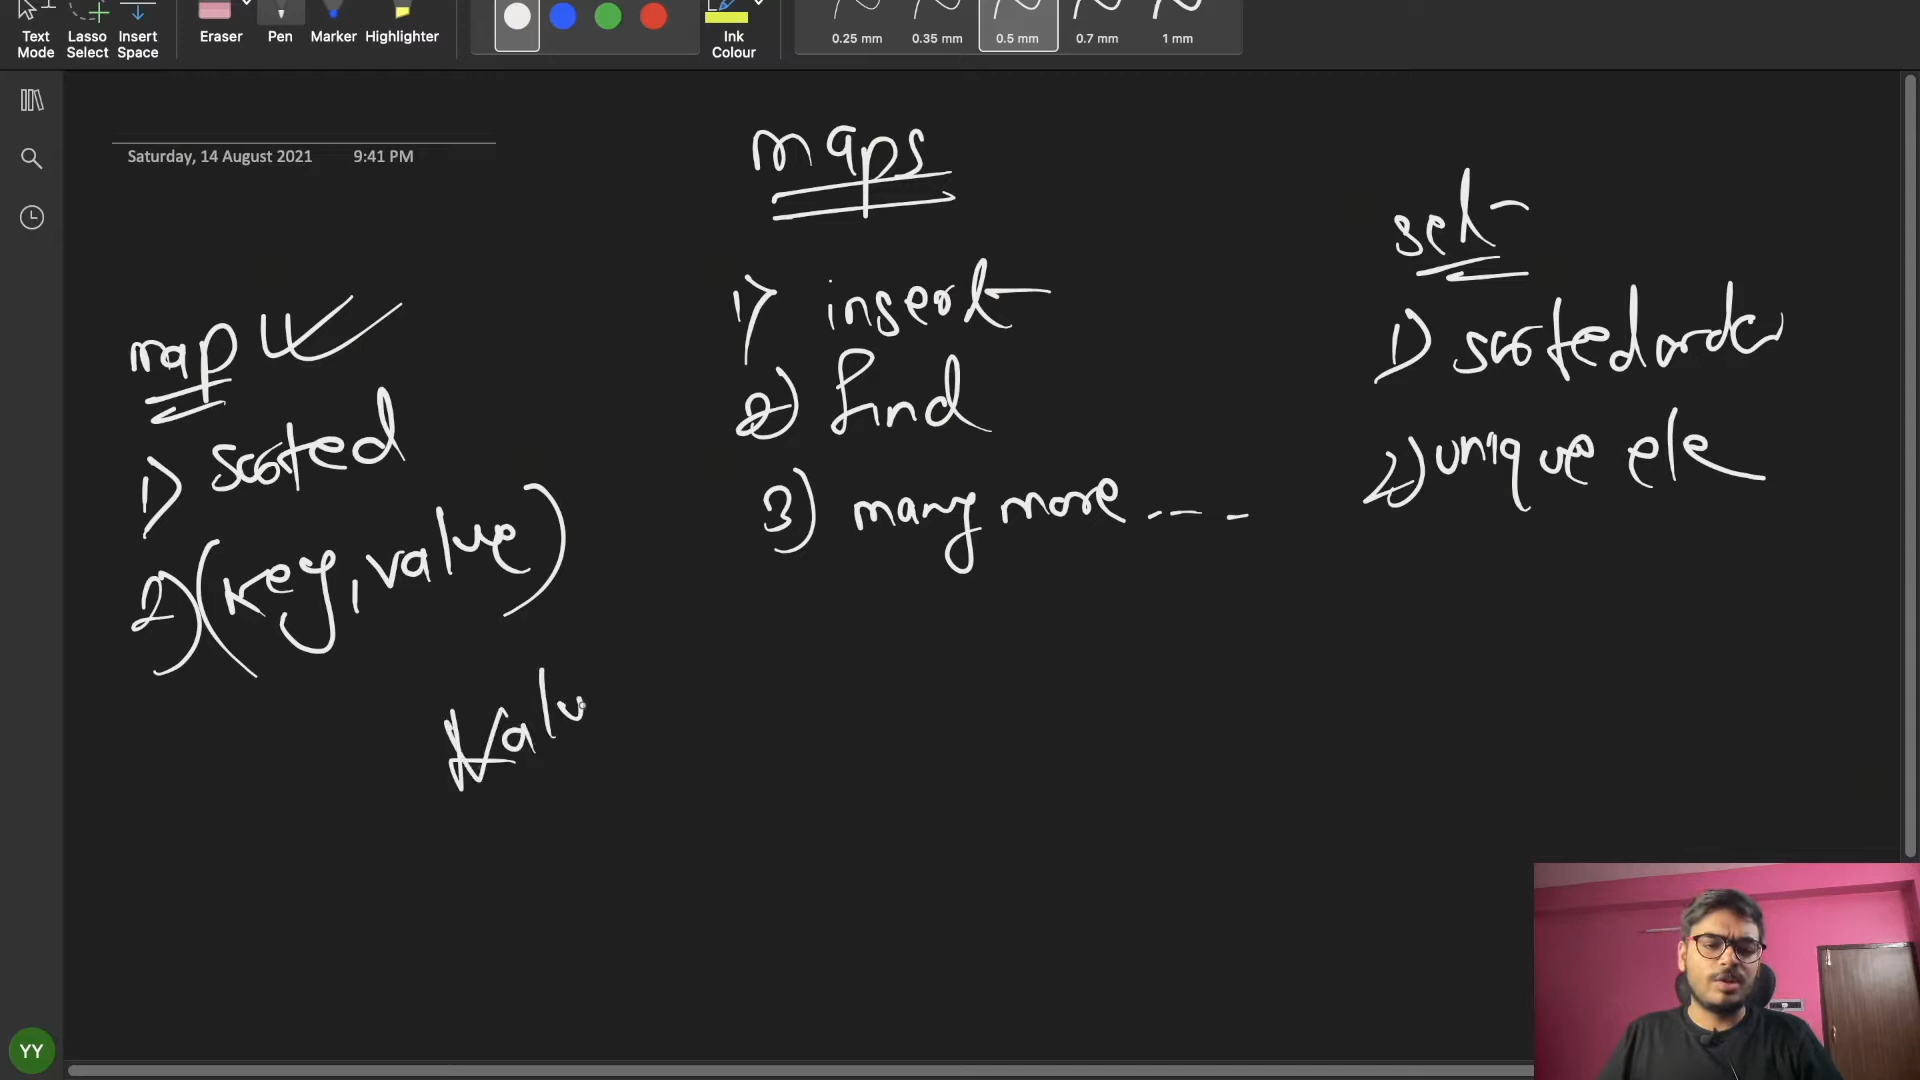 Text Mode
Lasso Select
Insert Space
Eraser
Pen
Marker
Highlighter
Ink Colour
0.25 mm
0.35 mm
0.5 mm
0.7 mm
1 mm
Saturday, 14 August 2021 9:41 PM
maps
map
1) sorted
2) (key, value)
Valu
1) insert
2) find
3) many more ----
set
1) sorted order
2) unique ele
YY